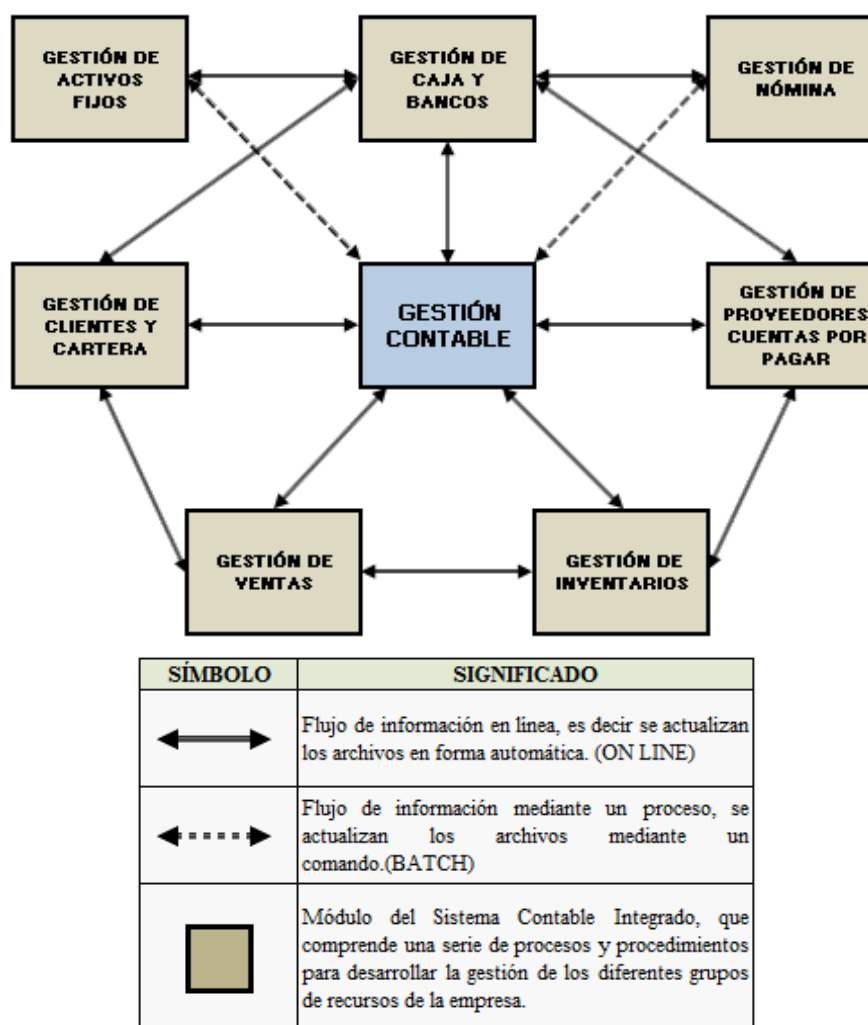 GESTIÓN DE
ACTIVOS
FIJOS
GESTIÓN DE
CAJA Y
BANCOS
GESTIÓN DE
NÓMINA
GESTIÓN DE
CLIENTES Y
CARTERA
GESTIÓN
CONTABLE
GESTIÓN DE
PROVEEDORES
CUENTAS POR
PAGAR
GESTIÓN DE
VENTAS
GESTIÓN DE
INVENTARIOS
SÍMBOLO SIGNIFICADO
Flujo de información en línea, es decir se actualizan
los archivos en forma automática. (ON LINE)
Flujo de información mediante un proceso, se
actualizan los archivos mediante un
comando.(BATCH)
Módulo del Sistema Contable Integrado, que
comprende una serie de procesos y procedimientos
para desarrollar la gestión de los diferentes grupos
de recursos de la empresa.